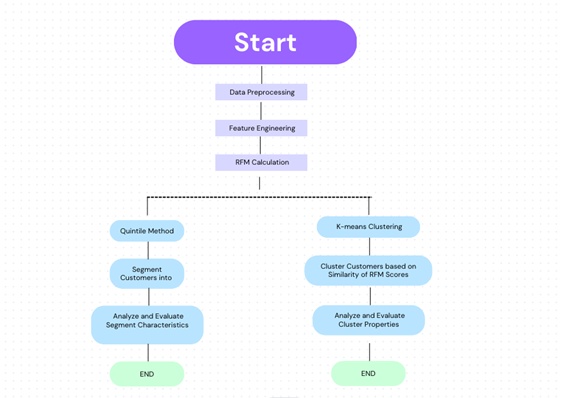 Start
Data Preprocessing
Feature Engineering
RFM Calculation
Quintile Method
Segment
Customers into
Analyze and Evaluate
Segment Characteristics
END
K-means Clustering
Cluster Customers based on
Similarity of RFM Scores
Analyze and Evaluate
Cluster Properties
END